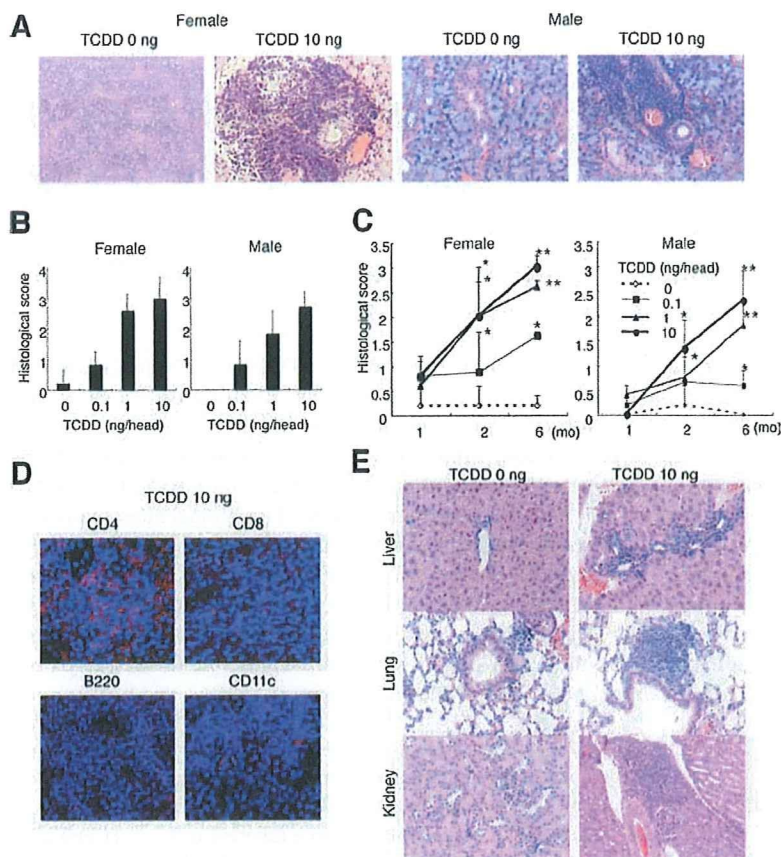 A
Female
Male
TCDD 0 ng
TCDD 10 ng
TCDD 0 ng
TCDD 10 ng
B
Female
Male
Histological score
4
3
2
1
0
0.1
1
10
TCDD (ng/head)
4
3
2
1
0
0.1
1
10
TCDD (ng/head)
C
Female
Male
Histological score
3.5
3
2.5
2
1.5
1
0.5
0
*
*
*
**
**
*
1
2
6
(mo)
3.5
3
2.5
2
1.5
1
0.5
0
TCDD (ng/head)
0
0.1
1
10
*
*
**
**
*
1
2
6
(mo)
D
TCDD 10 ng
CD4
CD8
B220
CD11c
E
TCDD 0 ng
TCDD 10 ng
Liver
Lung
Kidney